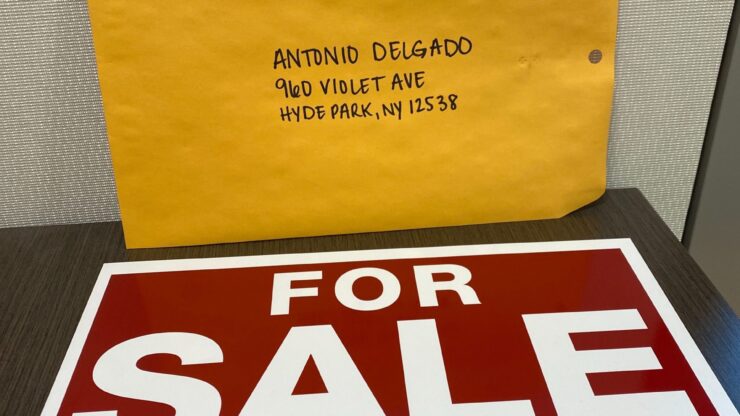 ANTONIO DELGADO
960 VIOLET AVE
HYDE PARK, NY 12538
FOR
SALE